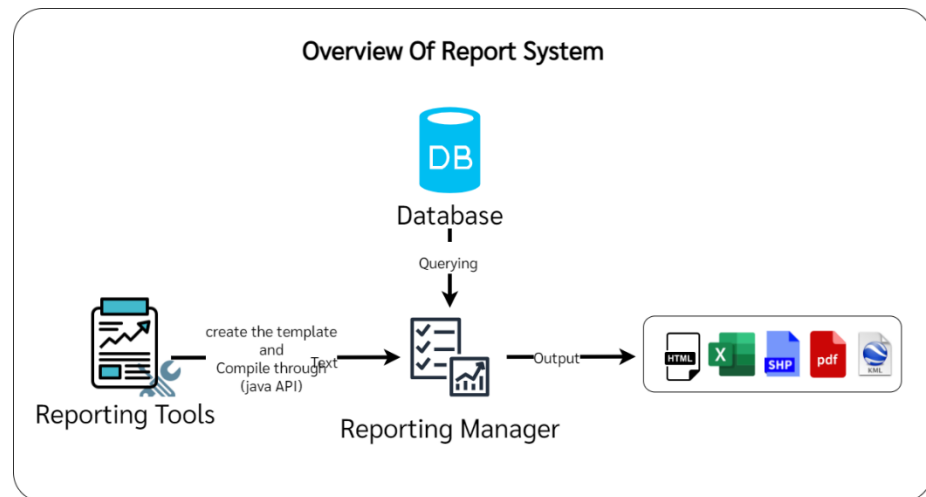 Overview Of Report System
DB
Database
Querying
create the template
and
Compile through
(java API)
Text
Reporting Tools
Reporting Manager
Output
HTML
X
SHP
pdf
KML